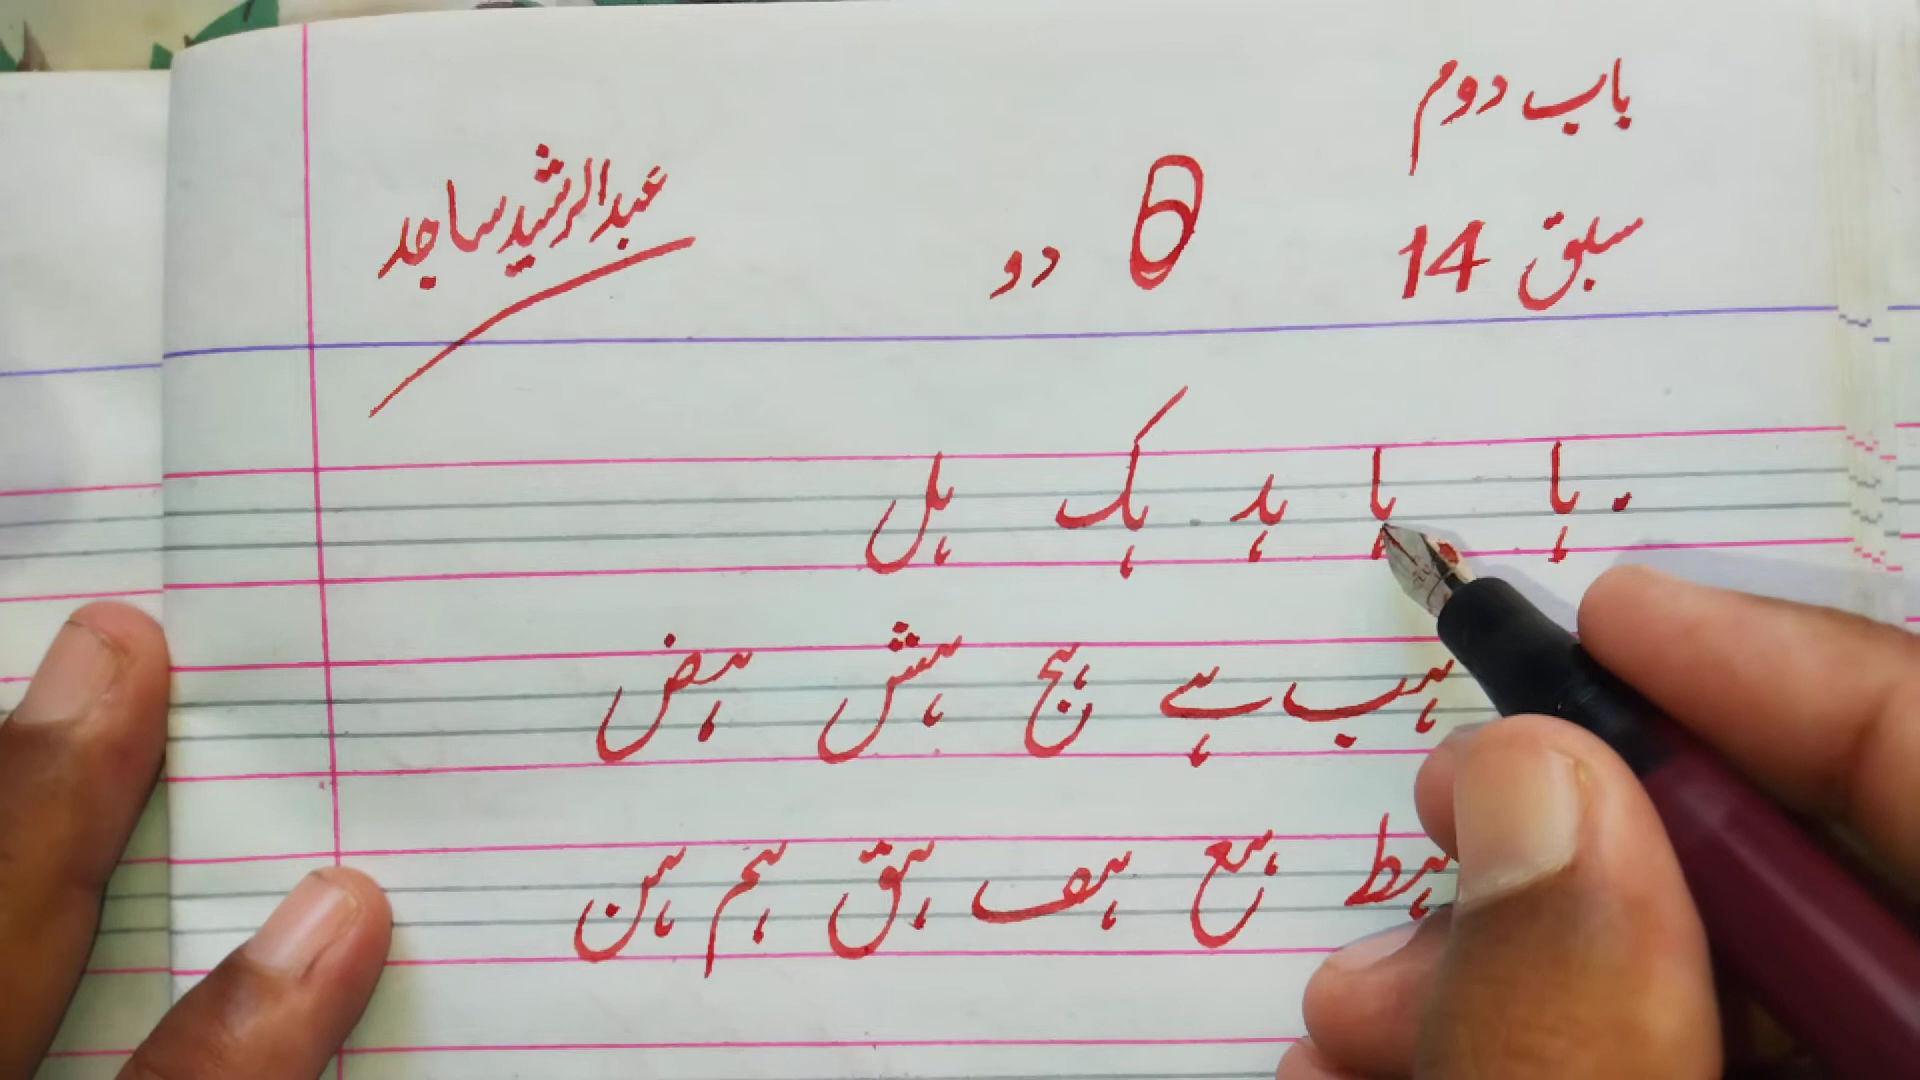 باب دوم
سبق 14
ہ دو
عبدالرشید ساجد
ہا ہا ہد ہک ہل
ہب ہے ہج ہش ہض
ہط ہع ہف ہق ہم ہن